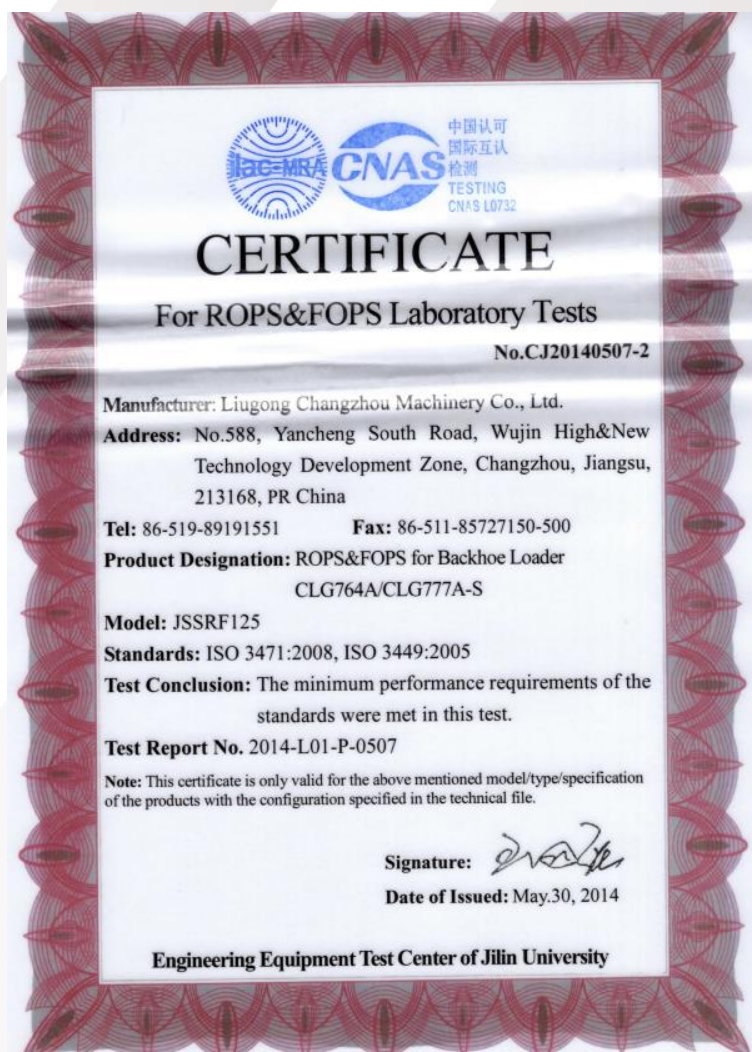 ilac-MRA
CNAS
中国认可
国际互认
检测
TESTING
CNAS L0732
CERTIFICATE
For ROPS&FOPS Laboratory Tests
No.CJ20140507-2
Manufacturer: Liugong Changzhou Machinery Co., Ltd.
Address: No.588, Yancheng South Road, Wujin High&New
Technology Development Zone, Changzhou, Jiangsu,
213168, PR China
Tel: 86-519-89191551 Fax: 86-511-85727150-500
Product Designation: ROPS&FOPS for Backhoe Loader
CLG764A/CLG777A-S
Model: JSSRF125
Standards: ISO 3471:2008, ISO 3449:2005
Test Conclusion: The minimum performance requirements of the
standards were met in this test.
Test Report No. 2014-L01-P-0507
Note: This certificate is only valid for the above mentioned model/type/specification
of the products with the configuration specified in the technical file.
Signature:
Date of Issued: May.30, 2014
Engineering Equipment Test Center of Jilin University